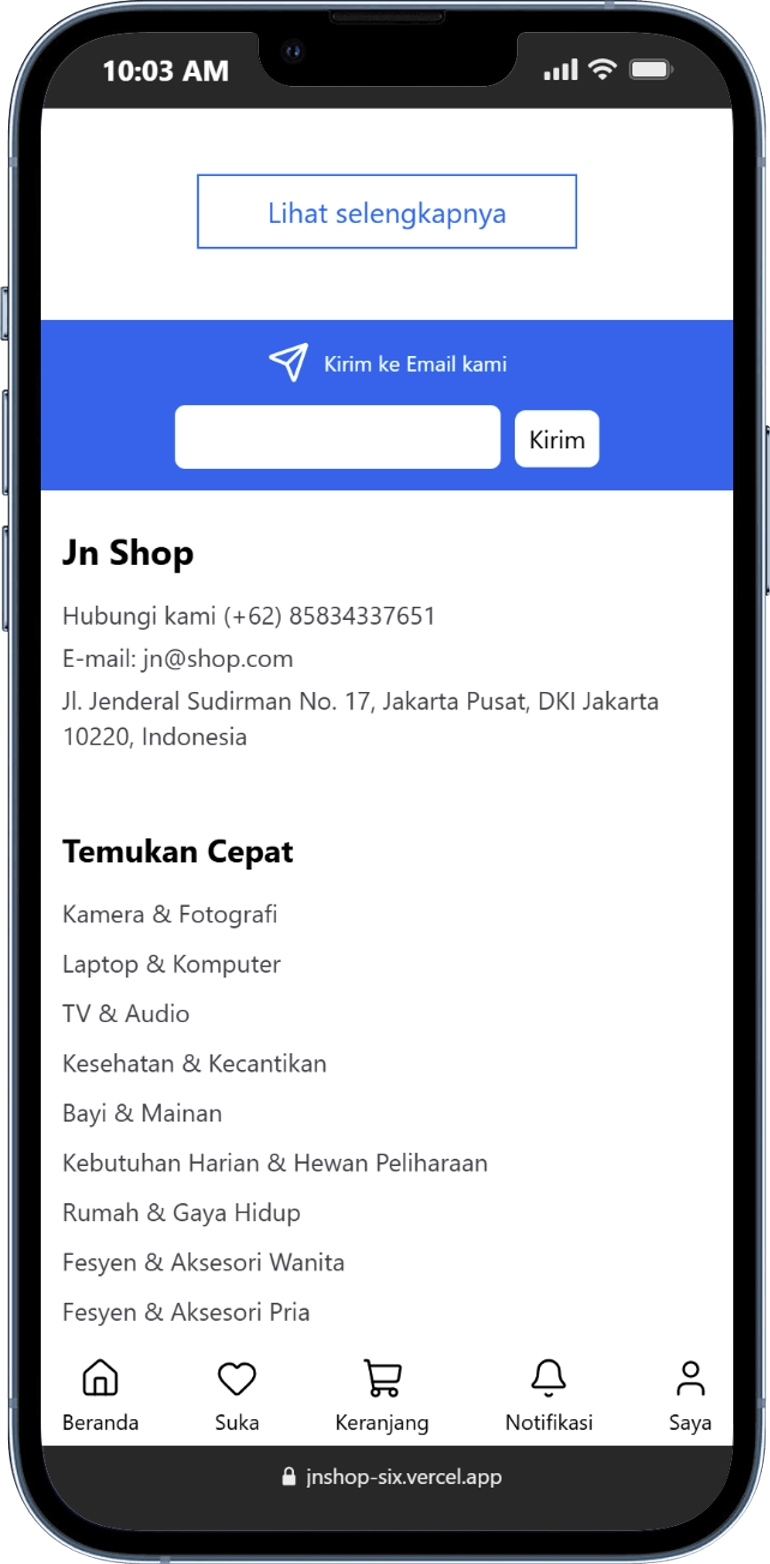 10:03 AM
Lihat selengkapnya
Kirim ke Email kami
Kirim
Jn Shop
Hubungi kami (+62) 85834337651
E-mail: jn@shop.com
Jl. Jenderal Sudirman No. 17, Jakarta Pusat, DKI Jakarta
10220, Indonesia
Temukan Cepat
Kamera & Fotografi
Laptop & Komputer
TV & Audio
Kesehatan & Kecantikan
Bayi & Mainan
Kebutuhan Harian & Hewan Peliharaan
Rumah & Gaya Hidup
Fesyen & Aksesori Wanita
Fesyen & Aksesori Pria
Beranda Suka Keranjang Notifikasi Saya
jnshop-six.vercel.app